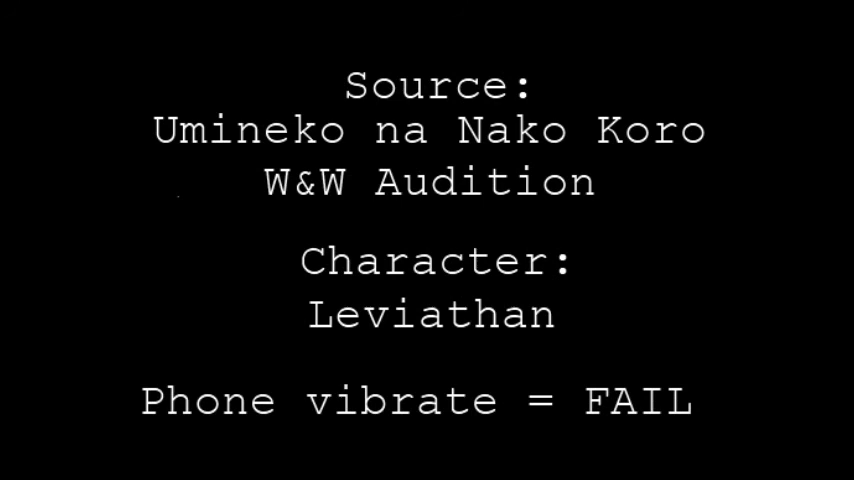 Source:
Umineko na Nako Koro
W&W Audition
Character:
Leviathan
Phone vibrate = FAIL